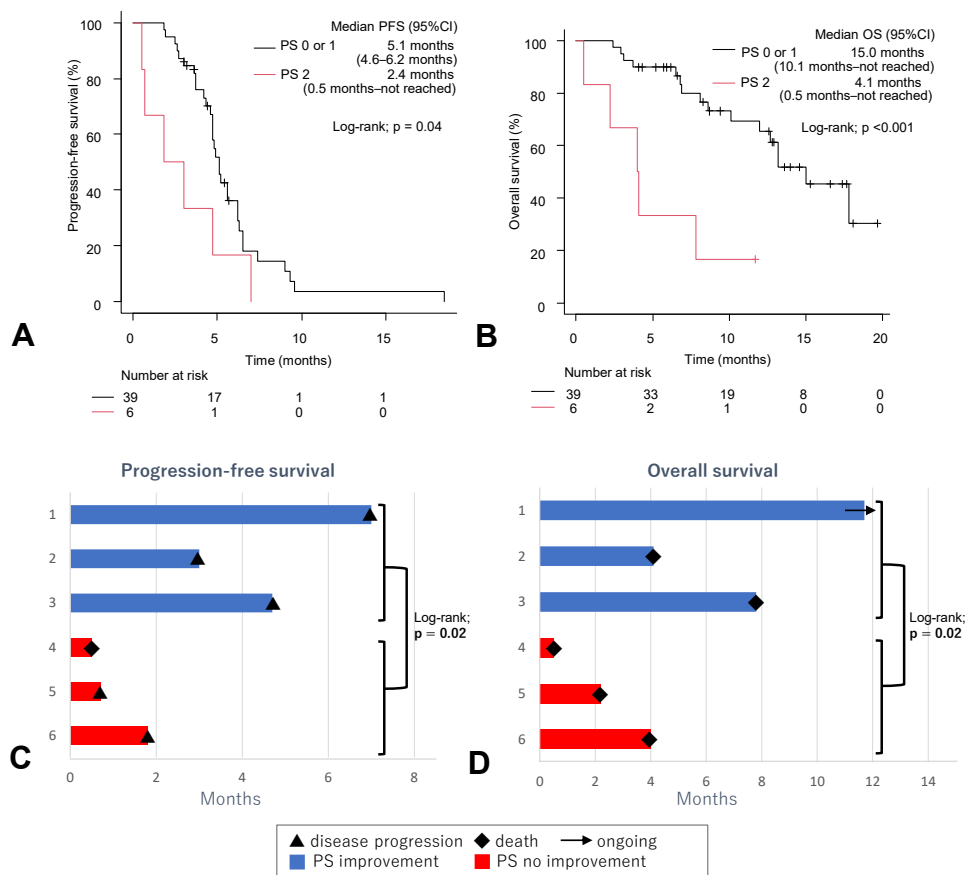 Median PFS (95%CI)
PS 0 or 1 5.1 months
(4.6–6.2 months)
PS 2 2.4 months
(0.5 months–not reached)
Log-rank; p = 0.04
Progression-free survival (%)
100
80
60
40
20
0
0 5 10 15
Time (months)
A
Number at risk
39 17 1 1
6 1 0 0
Median OS (95%CI)
PS 0 or 1 15.0 months
(10.1 months–not reached)
PS 2 4.1 months
(0.5 months–not reached)
Log-rank; p <0.001
Overall survival (%)
100
80
60
40
20
0
0 5 10 15 20
Time (months)
B
Number at risk
39 33 19 8 0
6 2 1 0 0
Progression-free survival
1
2
3
4
5
6
Log-rank;
p = 0.02
0 2 4 6 8
Months
C
Overall survival
1
2
3
4
5
6
Log-rank;
p = 0.02
0 2 4 6 8 10 12 14
Months
D
disease progression death ongoing
PS improvement PS no improvement